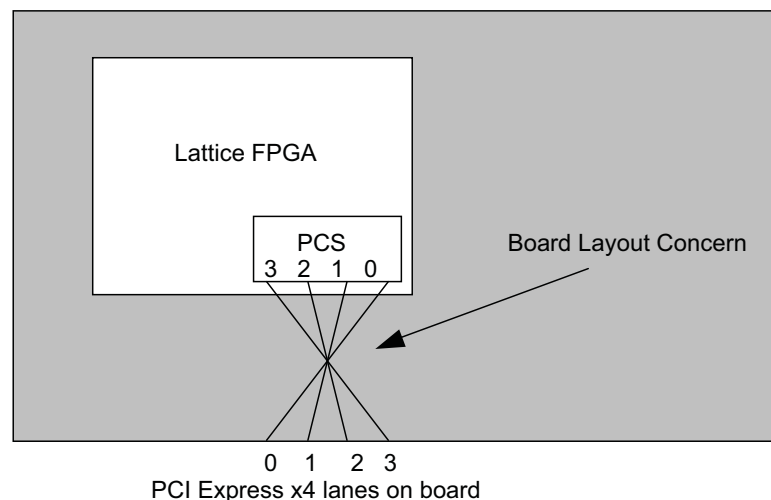 Lattice FPGA
PCS
3 2 1 0
Board Layout Concern
0 1 2 3
PCI Express x4 lanes on board